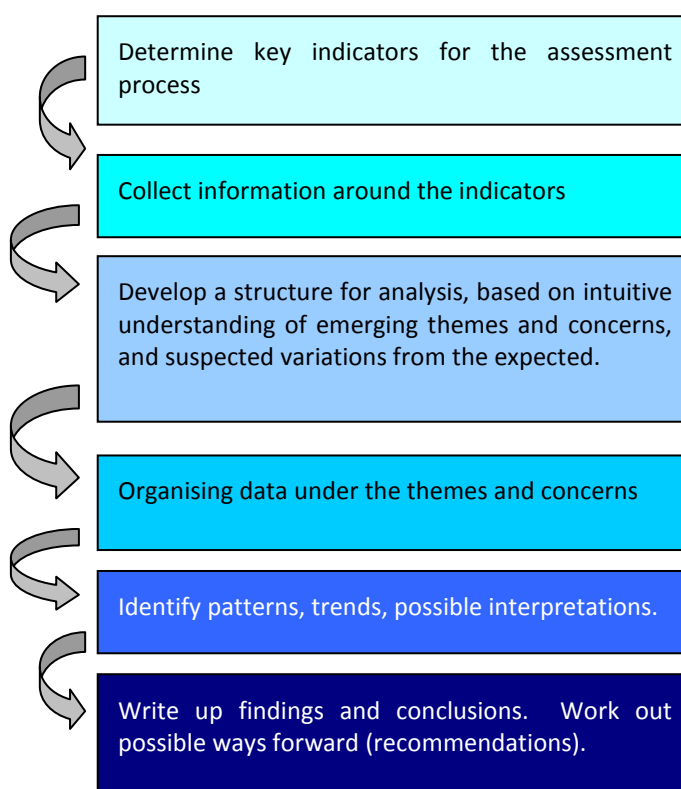 Determine key indicators for the assessment
process
Collect information around the indicators
Develop a structure for analysis, based on intuitive
understanding of emerging themes and concerns,
and suspected variations from the expected.
Organising data under the themes and concerns
Identify patterns, trends, possible interpretations.
Write up findings and conclusions. Work out
possible ways forward (recommendations).